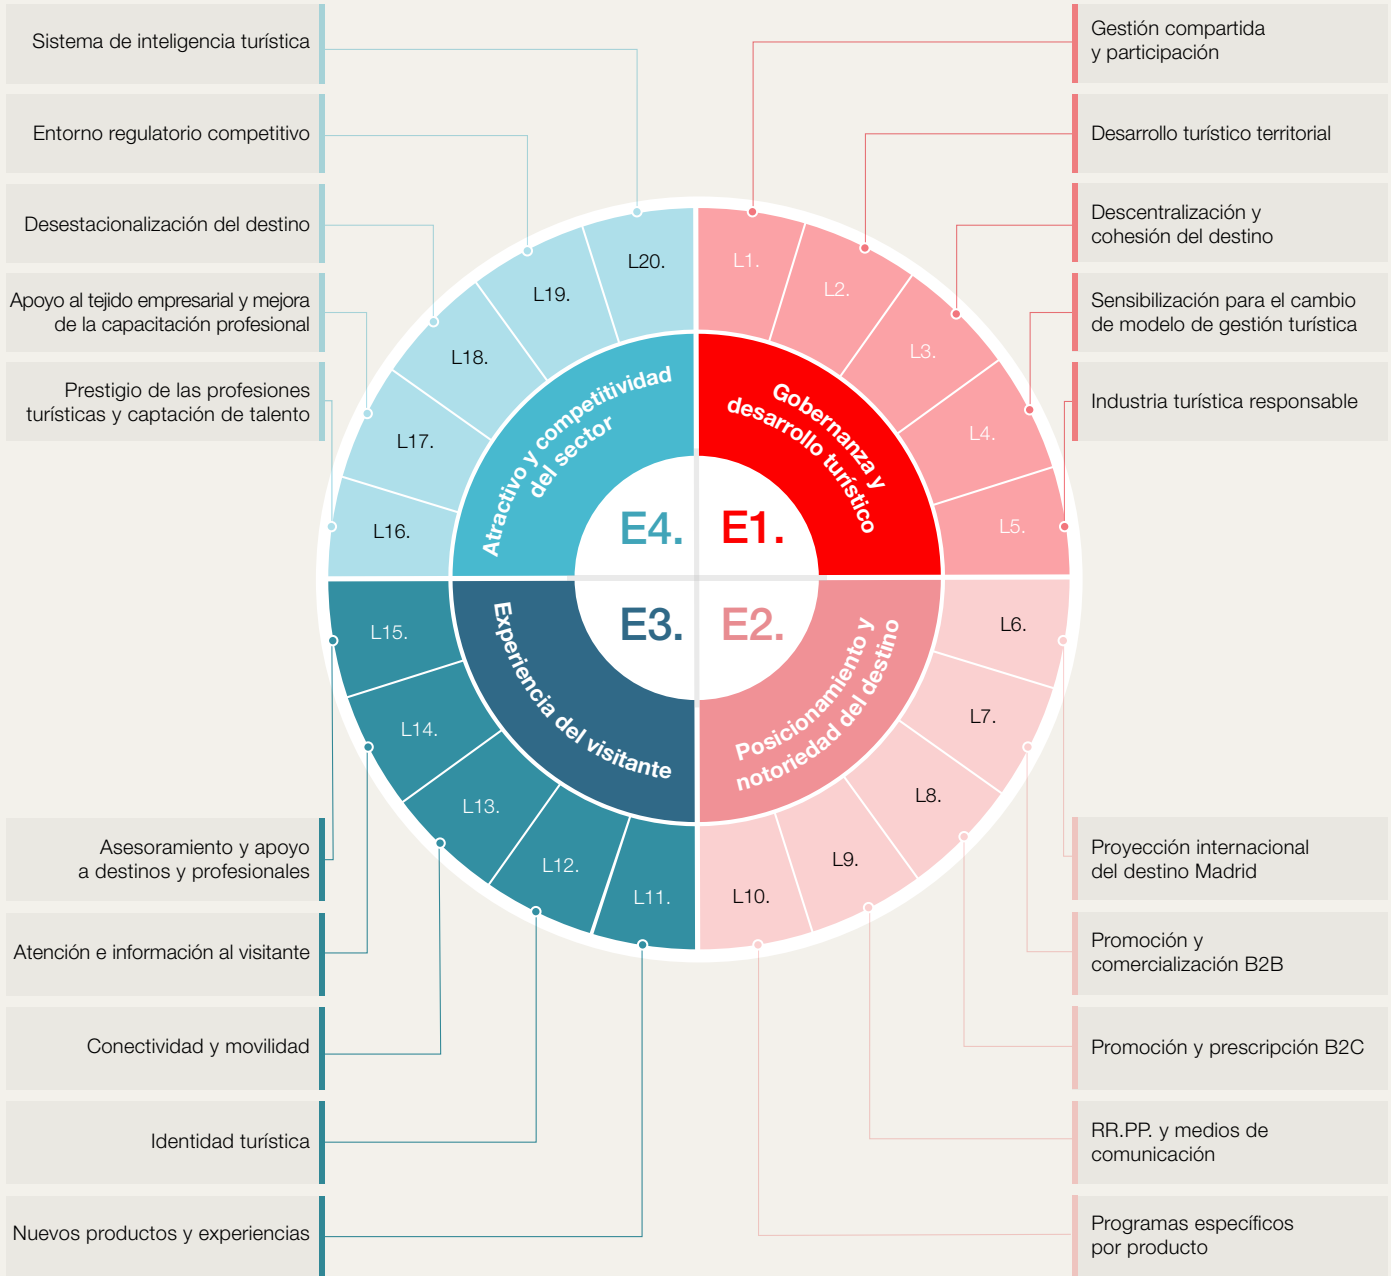 Sistema de inteligencia turística
Entorno regulatorio competitivo
Desestacionalización del destino
Apoyo al tejido empresarial y mejora
de la capacitación profesional
Prestigio de las profesiones
turísticas y captación de talento
Gestión compartida
y participación
Desarrollo turístico territorial
Descentralización y
cohesión del destino
Sensibilización para el cambio
de modelo de gestión turística
Industria turística responsable
L20.
L19.
L18.
L17.
L16.
L1.
L2.
L3.
L4.
L5.
Atractivo y competitividad
del sector
Gobernanza y
desarrollo turístico
E4.
E1.
E3.
E2.
Experiencia del visitante
Posicionamiento y
notoriedad del destino
L15.
L14.
L13.
L12.
L11.
L6.
L7.
L8.
L9.
L10.
Asesoramiento y apoyo
a destinos y profesionales
Atención e información al visitante
Conectividad y movilidad
Identidad turística
Nuevos productos y experiencias
Proyección internacional
del destino Madrid
Promoción y
comercialización B2B
Promoción y prescripción B2C
RR.PP. y medios de
comunicación
Programas específicos
por producto